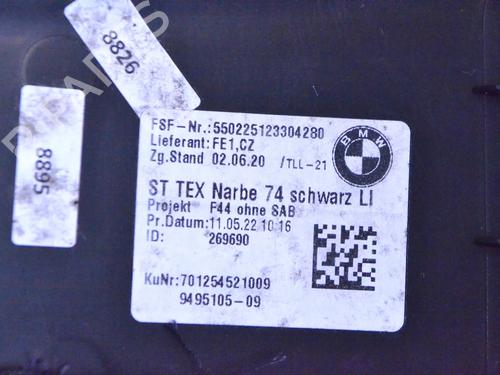 8826
8895
FSF-Nr.:550225123304280
Lieferant:FE1,CZ
Zg.Stand 02.06.20 /TLL-21
BMW
ST TEX Narbe 74 schwarz LI
Projekt F44 ohne SAB
Pr.Datum:11.05.22 10:16
ID: 269690
KuNr:701254521009
9495105-09